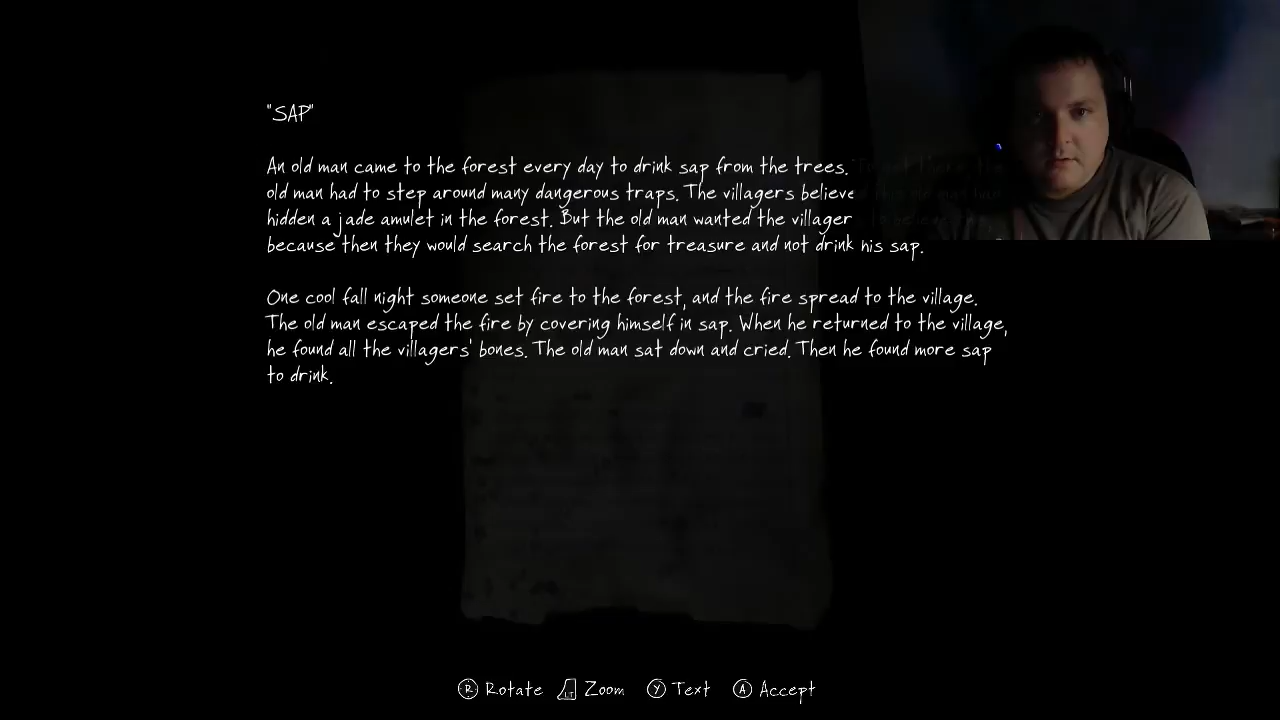 "SAP"
An old man came to the forest every day to drink sap from the trees. To get there, the
old man had to step around many dangerous traps. The villagers believe
hidden a jade amulet in the forest. But the old man wanted the villager
because then they would search the forest for treasure and not drink his sap.
One cool fall night someone set fire to the forest, and the fire spread to the village.
The old man escaped the fire by covering himself in sap. When he returned to the village,
he found all the villagers' bones. The old man sat down and cried. Then he found more sap
to drink.
R Rotate LT Zoom Y Text A Accept